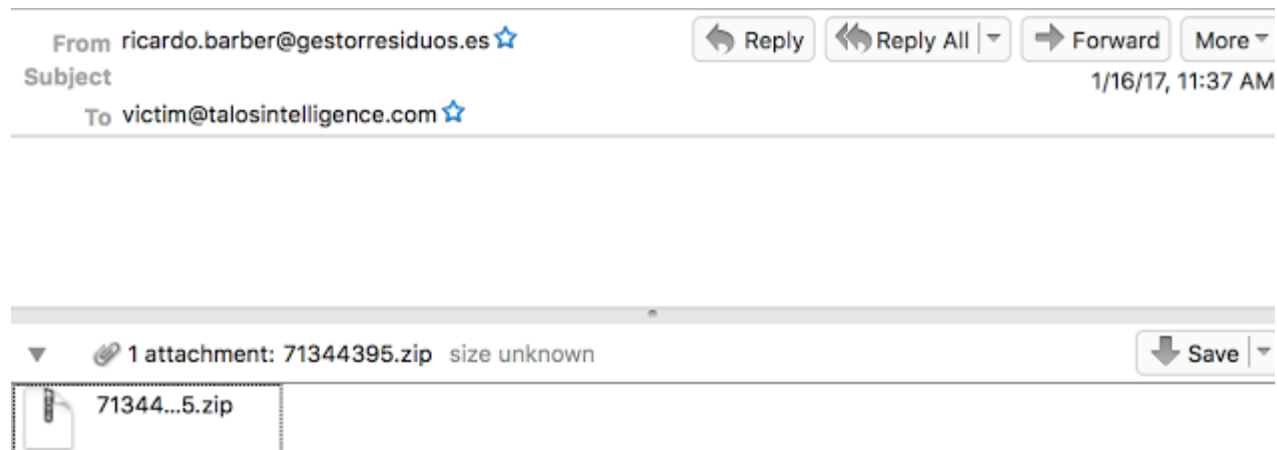 From ricardo.barber@gestorresiduos.es Reply Reply All Forward More
Subject 1/16/17, 11:37 AM
To victim@talosintelligence.com
1 attachment: 71344395.zip size unknown Save
71344...5.zip